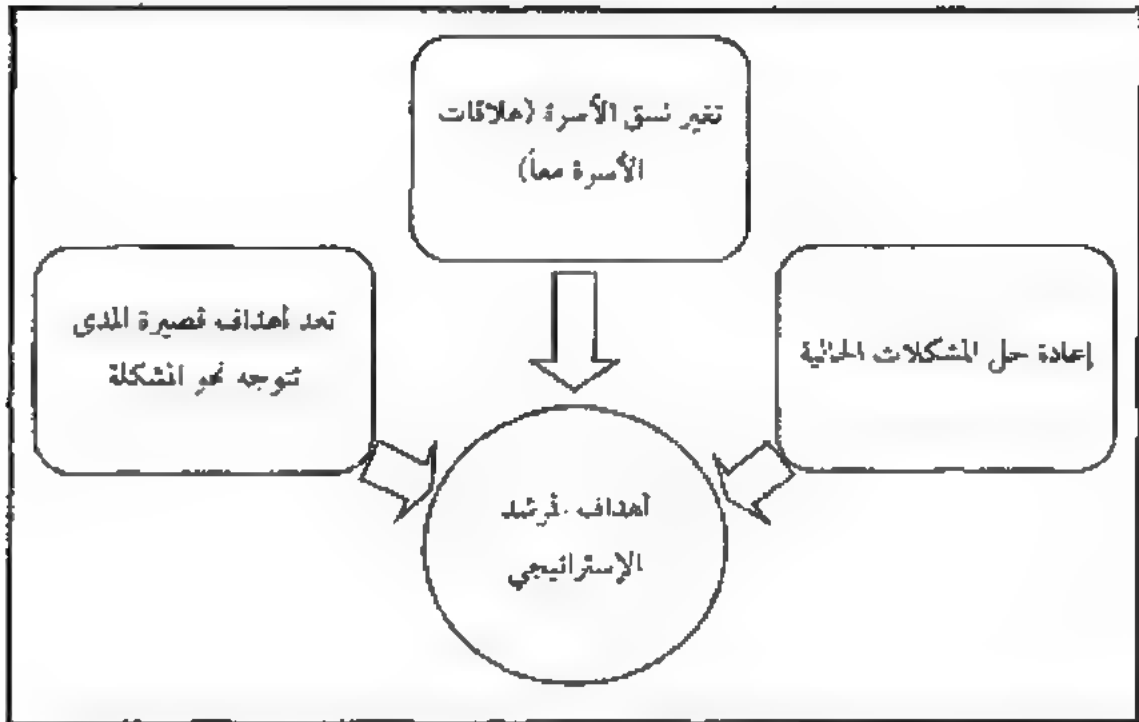 تغير نسق الأسرة (علاقات
الأسرة معاً)
إعادة حل المشكلات الحالية
تعد أهداف قصيرة المدى
تتوجه نحو المشكلة
أهداف المرشد
الإستراتيجي